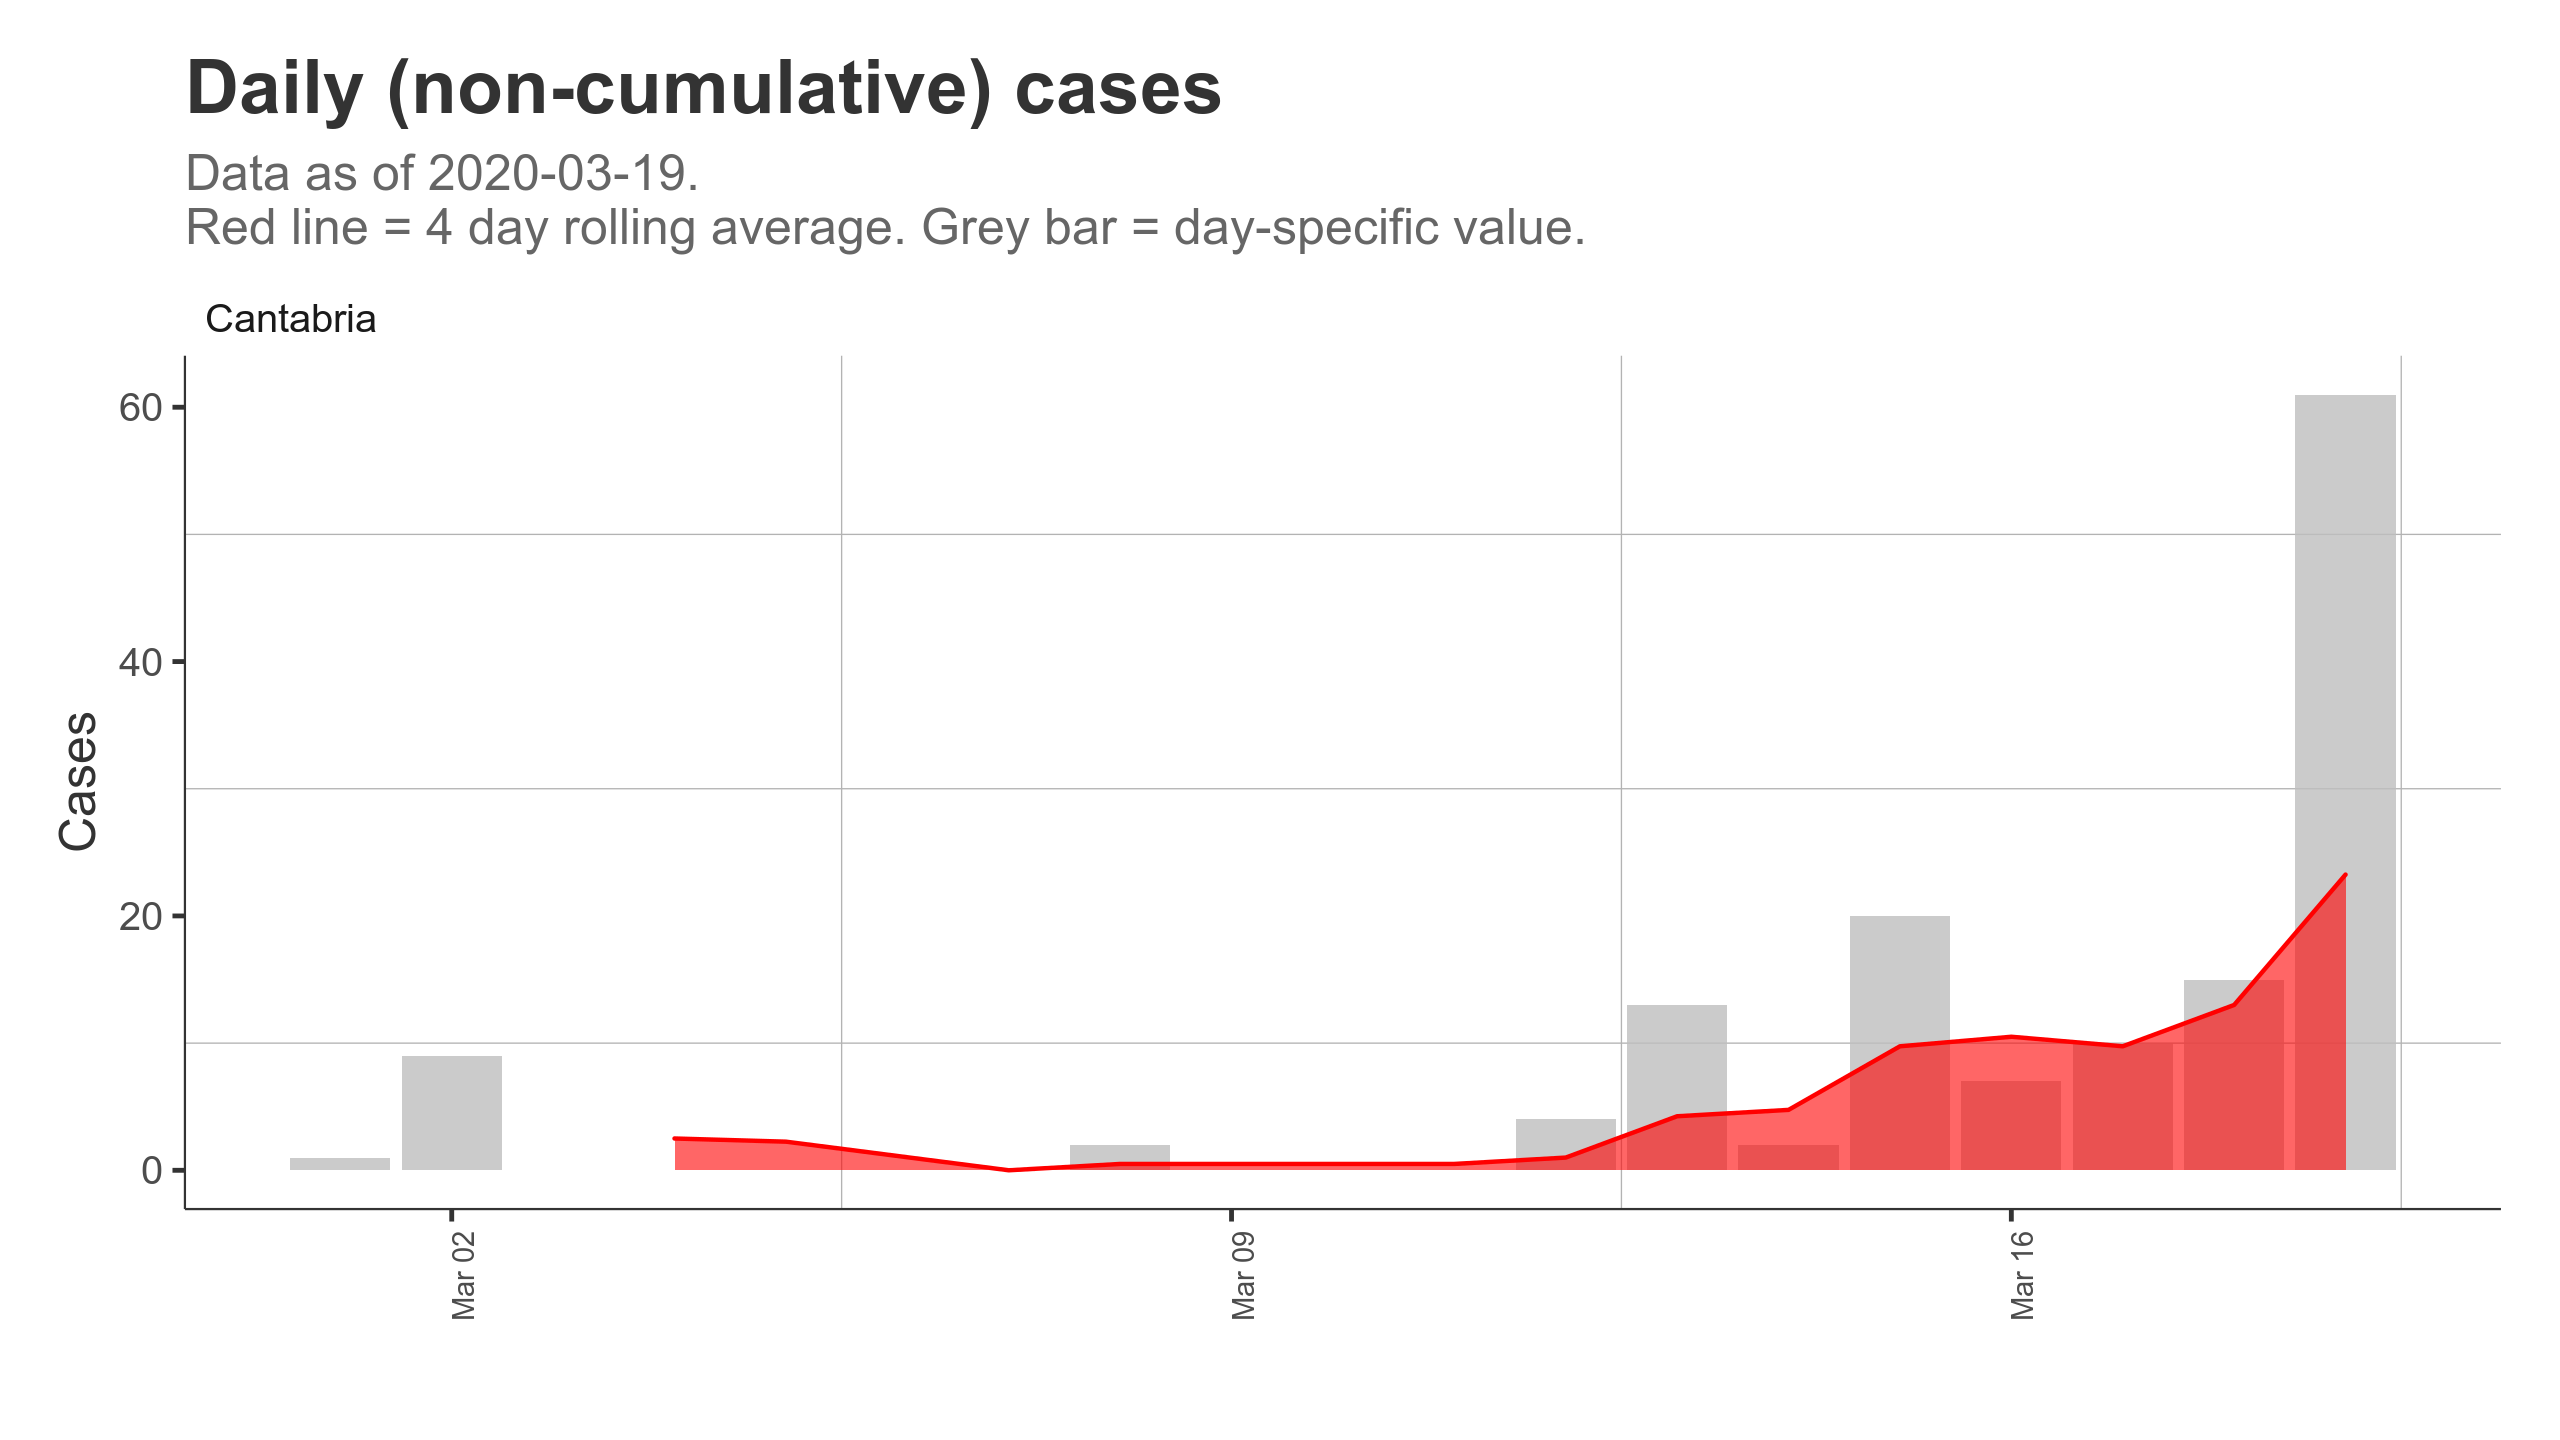 Daily (non-cumulative) cases
Data as of 2020-03-19.
Red line = 4 day rolling average. Grey bar = day-specific value.
Cantabria
60
40
20
0
Cases
Mar 02
Mar 09
Mar 16